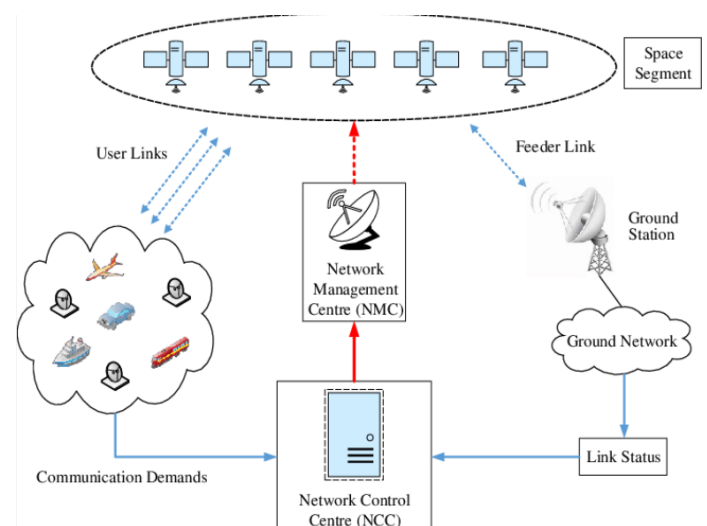 Space
Segment
User Links
Feeder Link
Ground
Station
Network
Management
Centre (NMC)
Ground Network
Link Status
Communication Demands
Network Control
Centre (NCC)